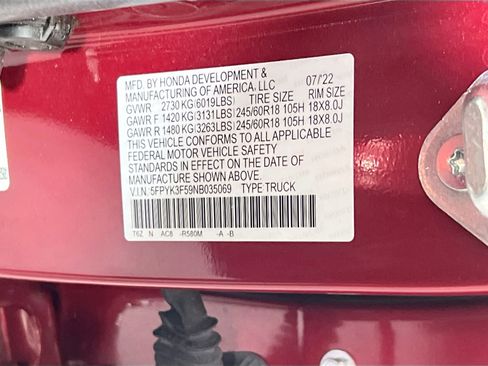 MFD. BY HONDA DEVELOPMENT &
MANUFACTURING OF AMERICA, LLC 07/'22
GVWR 2730 KG (6019LBS) TIRE SIZE RIM SIZE
GAWR F 1420 KG (3131LBS) 245/60R18 105H 18X8.0J
GAWR R 1480 KG (3263LBS) 245/60R18 105H 18X8.0J
THIS VEHICLE CONFORMS TO ALL APPLICABLE
FEDERAL MOTOR VEHICLE SAFETY
STANDARDS IN EFFECT ON THE DATE OF
MANUFACTURE SHOWN ABOVE.
V.I.N. 5FPYK3F59NB035069 TYPE TRUCK
T6Z N AC8 -R580M -A -B